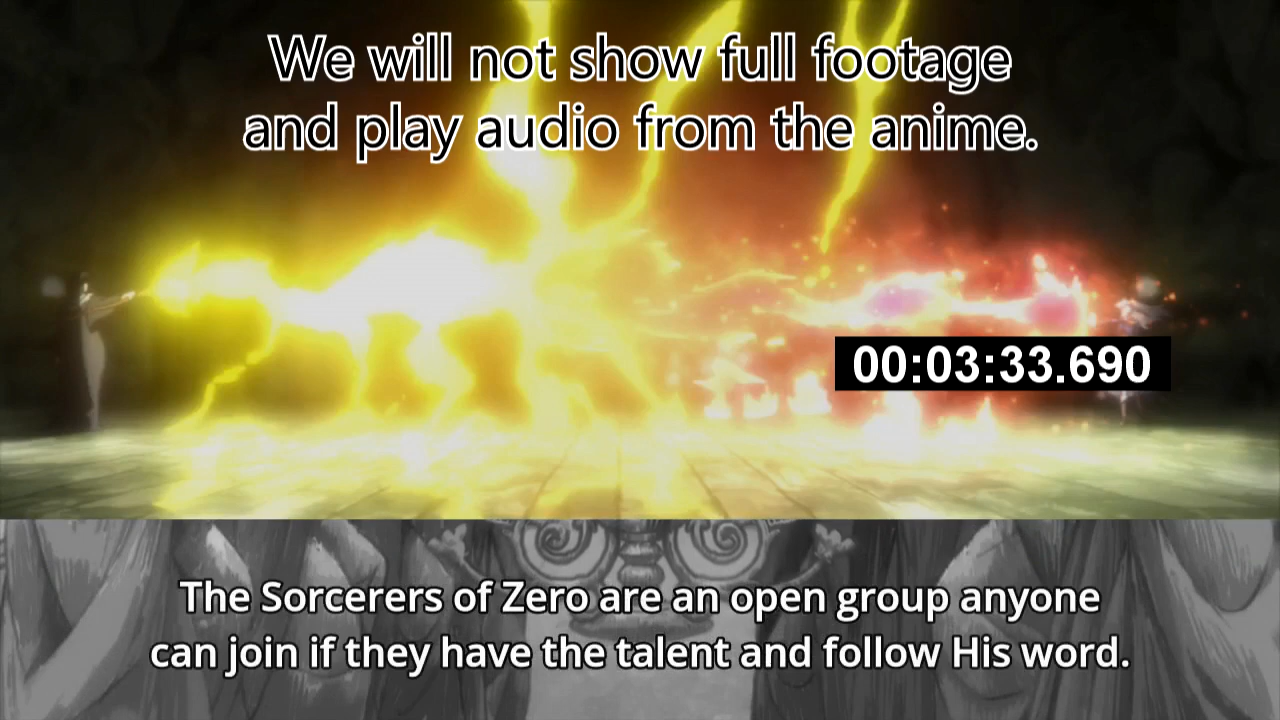 We will not show full footage
and play audio from the anime.
00:03:33.690
The Sorcerers of Zero are an open group anyone
can join if they have the talent and follow His word.